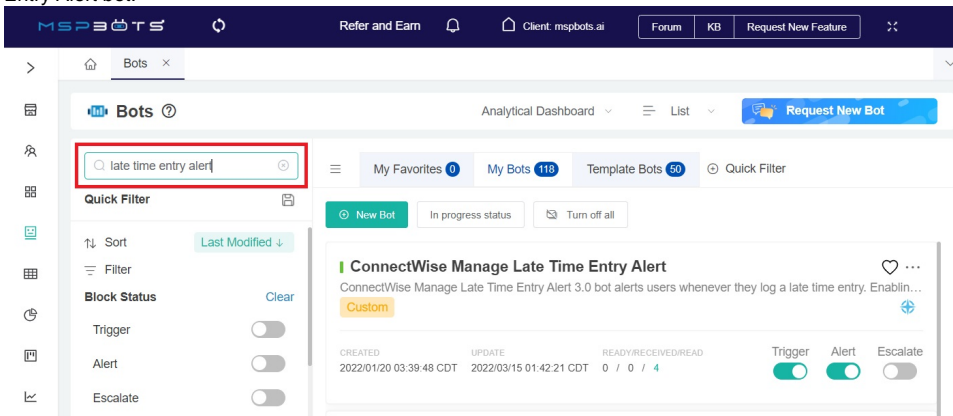 Entry Alert bot.
MSPBOTS
Refer and Earn
Client: mspbots.ai
Forum
KB
Request New Feature
Bots ×
Bots
Analytical Dashboard
List
Request New Bot
late time entry alert
My Favorites 0
My Bots 118
Template Bots 50
Quick Filter
Quick Filter
New Bot
In progress status
Turn off all
Sort
Last Modified ↓
Filter
Block Status
Clear
Trigger
Alert
Escalate
ConnectWise Manage Late Time Entry Alert
ConnectWise Manage Late Time Entry Alert 3.0 bot alerts users whenever they log a late time entry. Enablin...
Custom
CREATED
2022/01/20 03:39:48 CDT
UPDATE
2022/03/15 01:42:21 CDT
READY/RECEIVED/READ
0 / 0 / 4
Trigger
Alert
Escalate